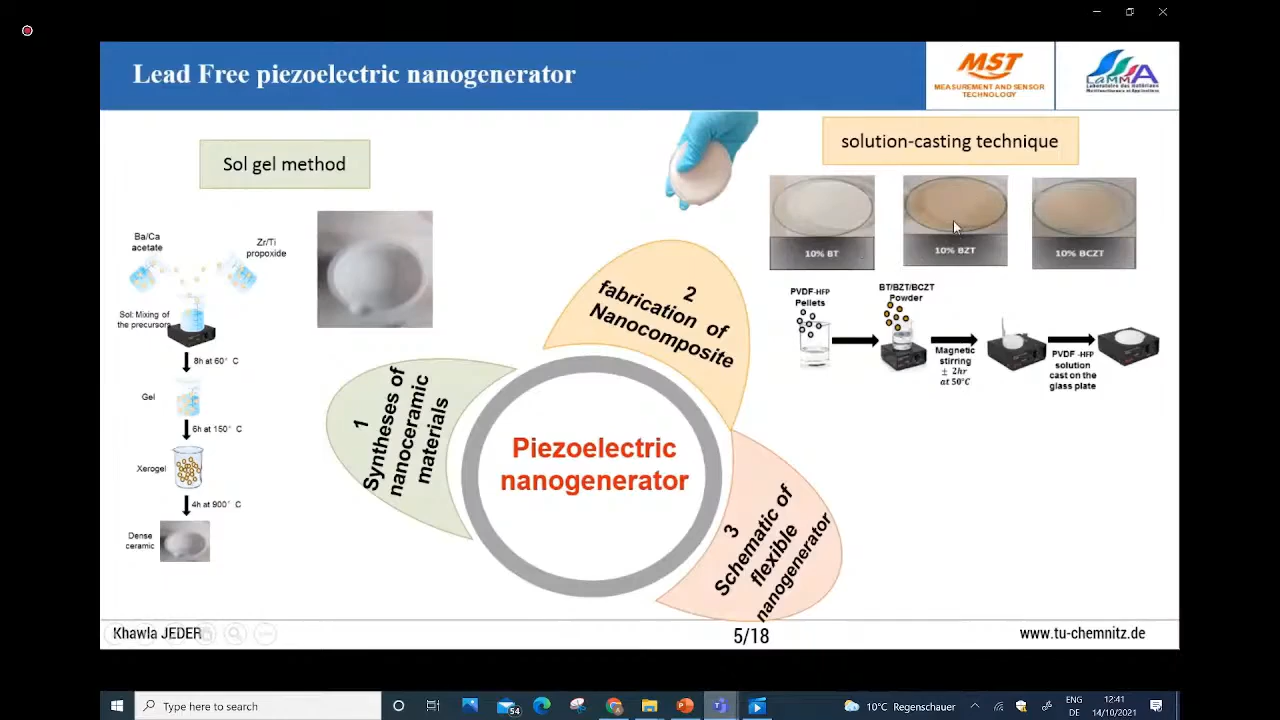 Lead Free piezoelectric nanogenerator
MST
MEASUREMENT AND SENSOR
TECHNOLOGY
LaMMA
Laboratoire des Matériaux
Multifonctionnels et Applications
Sol gel method
Ba/Ca
acetate
Zr/Ti
propoxide
Sol: Mixing of
the precursors
8h at 60° C
Gel
6h at 150° C
Xerogel
4h at 900° C
Dense
ceramic
1
Syntheses of
nanoceramic
materials
2
fabrication of
Nanocomposite
3
Schematic of
flexible
nanogenerator
Piezoelectric
nanogenerator
solution-casting technique
10% BT
10% BZT
10% BCZT
PVDF-HFP
Pellets
BT/BZT/BCZT
Powder
Magnetic
stirring
± 2hr
at 50°C
PVDF -HFP
solution
cast on the
glass plate
Khawla JEDER
5/18
www.tu-chemnitz.de
Type here to search
54
10°C Regenschauer
ENG
DE
12:41
14/10/2021